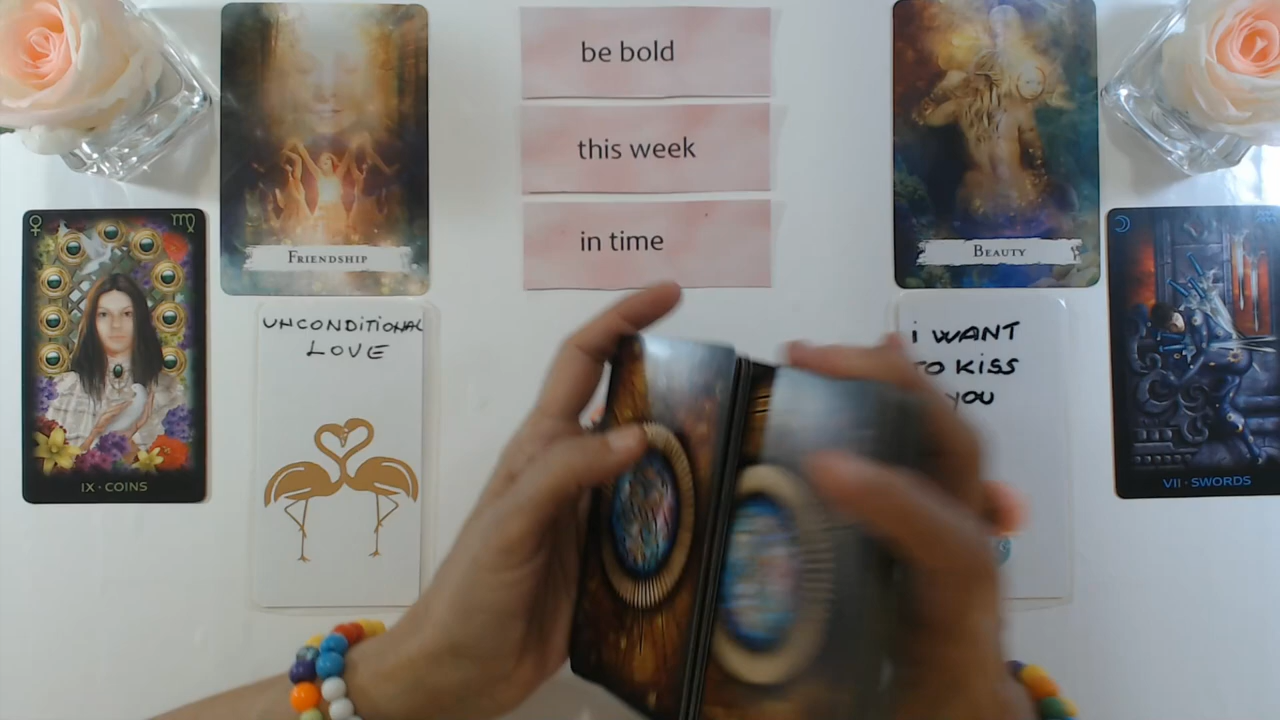 be bold
this week
in time
FRIENDSHIP
BEAUTY
IX · COINS
UNCONDITIONAL
LOVE
i WANT
TO KiSS
YOU
VII · SWORDS